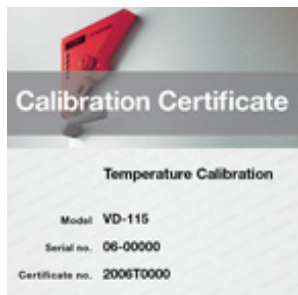 Calibration Certificate
Temperature Calibration
Model VD-115
Serial no. 06-00000
Certificate no. 2006T0000